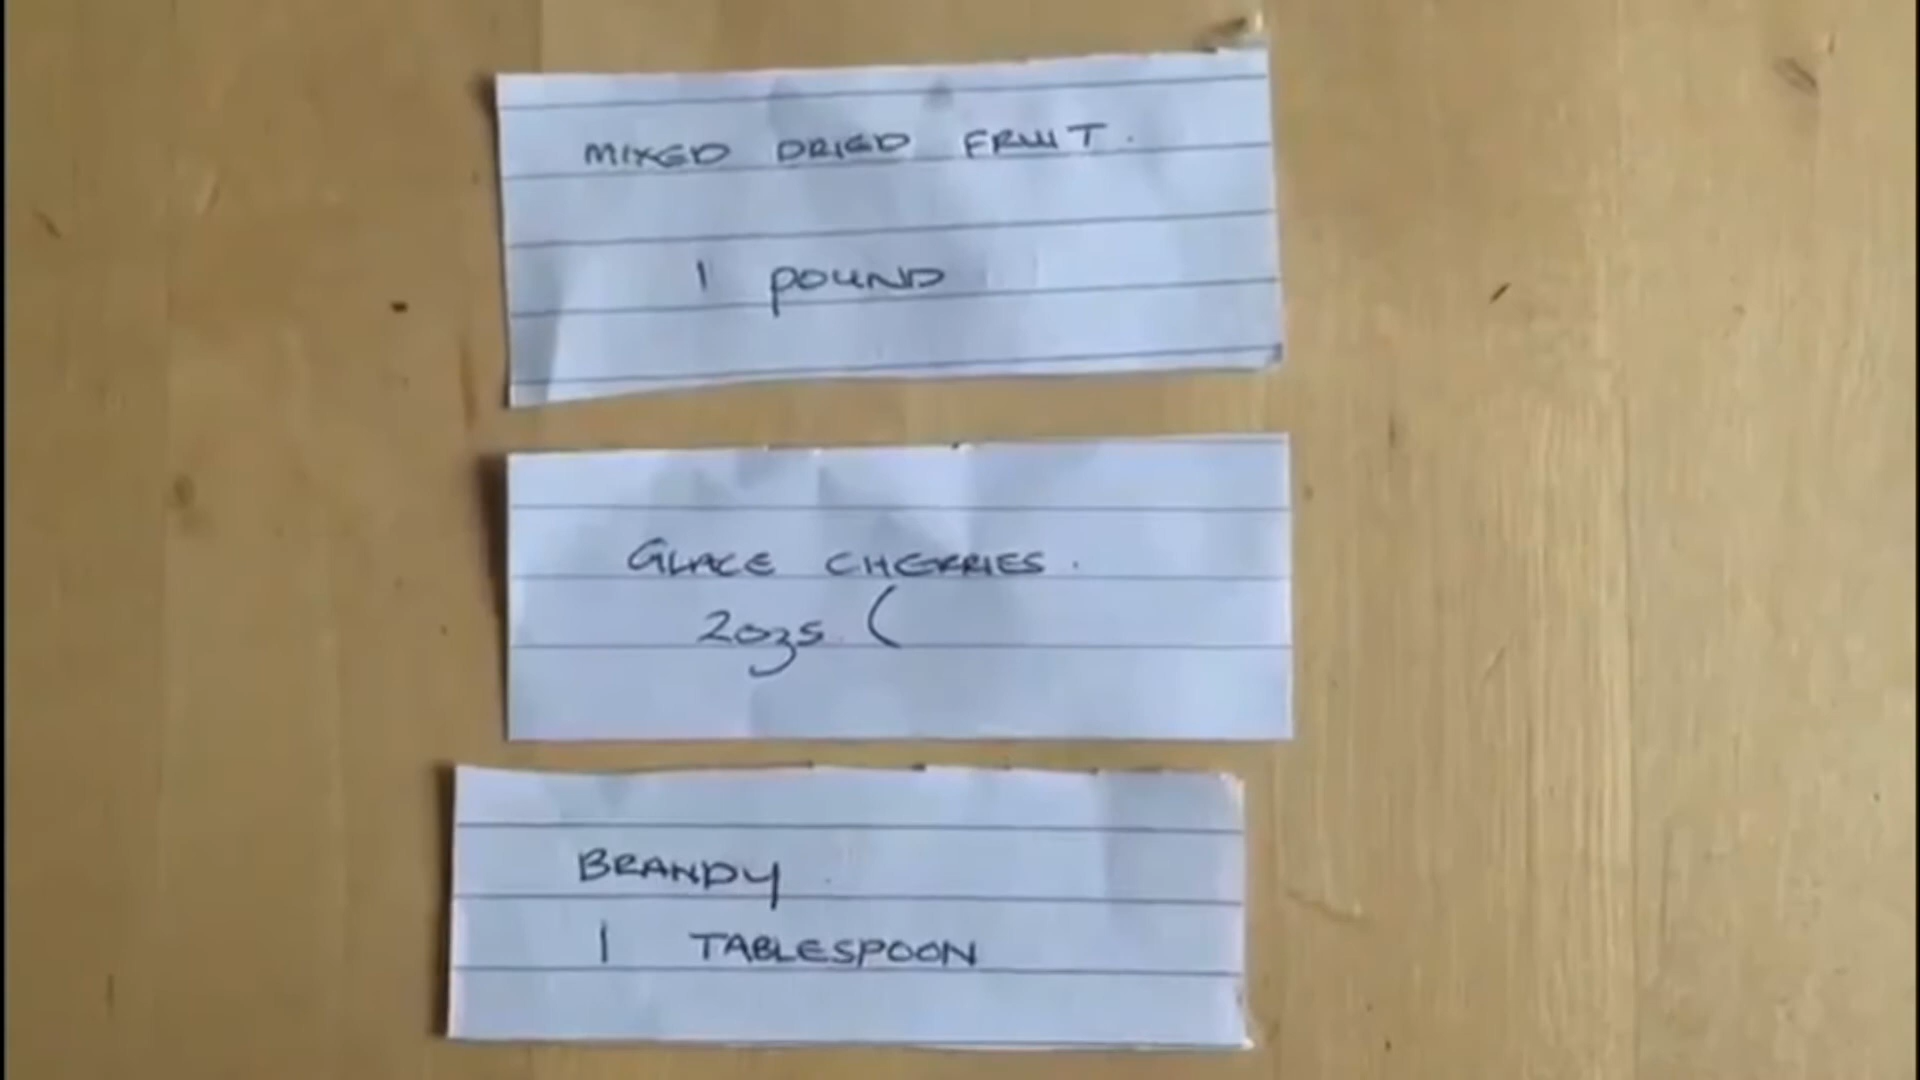 MIXED DRIED FRUIT.
1 POUND
GLACE CHERRIES.
2ozs (
BRANDY
1 TABLESPOON